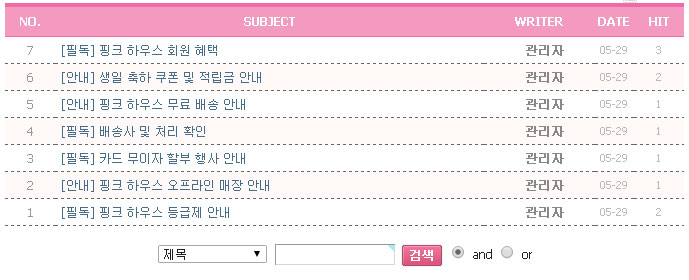 NO. SUBJECT WRITER DATE HIT
7 [필독] 핑크 하우스 회원 혜택 관리자 05-29 3
6 [안내] 생일 축하 쿠폰 및 적립금 안내 관리자 05-29 2
5 [안내] 핑크 하우스 무료 배송 안내 관리자 05-29 1
4 [필독] 배송사 및 처리 확인 관리자 05-29 1
3 [필독] 카드 무이자 할부 행사 안내 관리자 05-29 1
2 [안내] 핑크 하우스 오프라인 매장 안내 관리자 05-29 1
1 [필독] 핑크 하우스 등급제 안내 관리자 05-29 2
제목 검색 and or